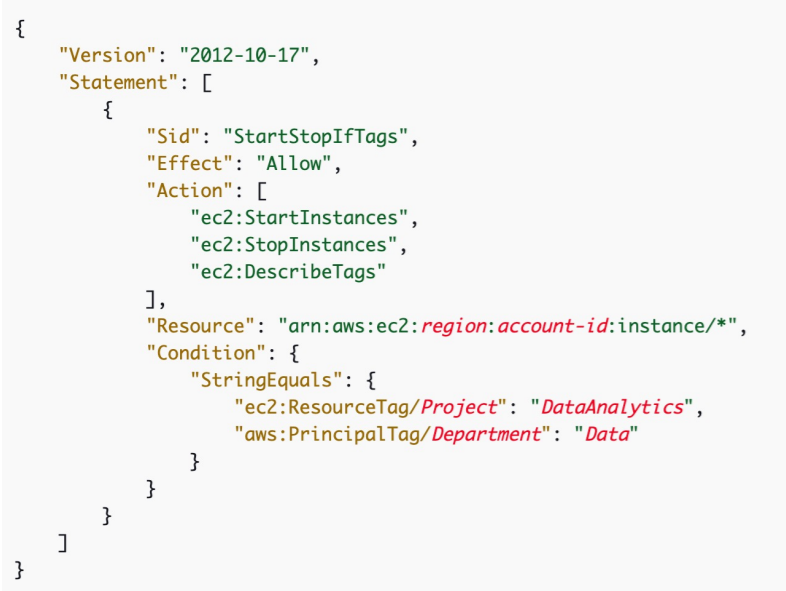 {
    "Version": "2012-10-17",
    "Statement": [
        {
            "Sid": "StartStopIfTags",
            "Effect": "Allow",
            "Action": [
                "ec2:StartInstances",
                "ec2:StopInstances",
                "ec2:DescribeTags"
            ],
            "Resource": "arn:aws:ec2:region:account-id:instance/*",
            "Condition": {
                "StringEquals": {
                    "ec2:ResourceTag/Project": "DataAnalytics",
                    "aws:PrincipalTag/Department": "Data"
                }
            }
        }
    ]
}